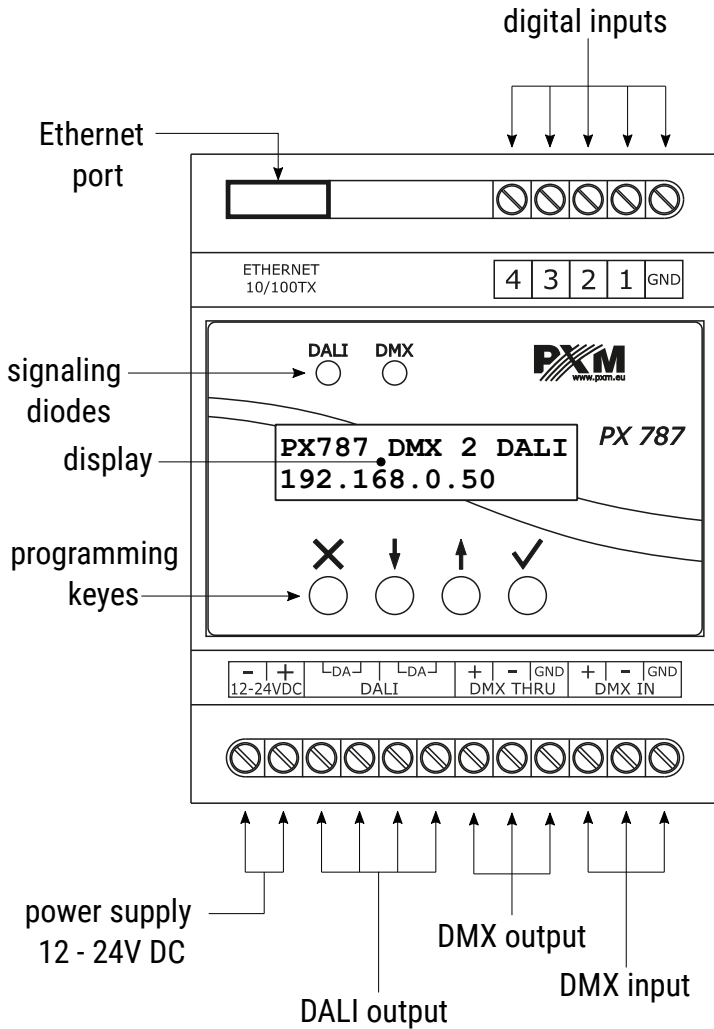 digital inputs
Ethernet
port
ETHERNET
10/100TX
4 3 2 1 GND
DALI DMX
PXM
www.pxm.eu
signaling
diodes
PX 787
PX787 DMX 2 DALI
192.168.0.50
display
programming
keyes
- + DA DA + - GND + - GND
12-24VDC DALI DMX THRU DMX IN
power supply
12 - 24V DC
DMX output
DMX input
DALI output